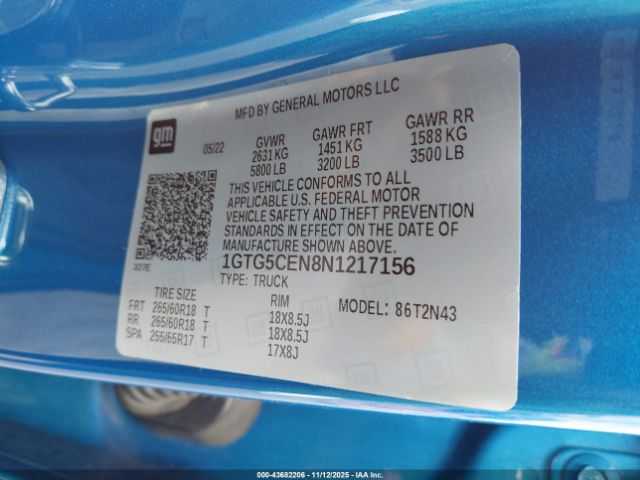 MFD BY GENERAL MOTORS LLC
gm
05/22
GVWR
2631 KG
5800 LB
GAWR FRT
1451 KG
3200 LB
GAWR RR
1588 KG
3500 LB
THIS VEHICLE CONFORMS TO ALL
APPLICABLE U.S. FEDERAL MOTOR
VEHICLE SAFETY AND THEFT PREVENTION
STANDARDS IN EFFECT ON THE DATE OF
MANUFACTURE SHOWN ABOVE.
327E
1GTG5CEN8N1217156
TYPE: TRUCK
TIRE SIZE RIM MODEL: 86T2N43
FRT 265/60R18 T 18X8.5J
RR 265/60R18 T 18X8.5J
SPA 255/65R17 T 17X8J
000-43682206 - 11/12/2025 - IAA Inc.